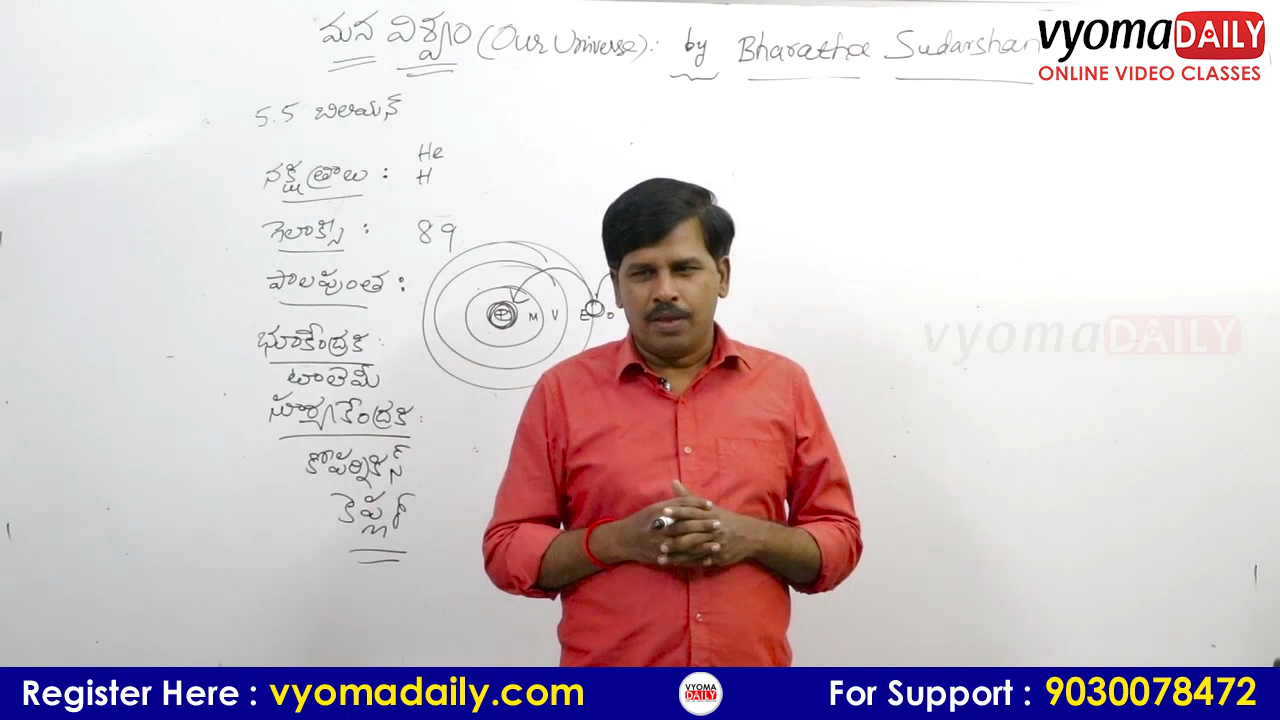 మన విశ్వం (Our Universe): by Bharatha Sudarshan
vyomaDAILY
ONLINE VIDEO CLASSES
5.5 బిలియన్
నక్షత్రాలు : He
H
గెలాక్సీ : 89
పాలపుంత :
M V E
భూకేంద్రక :
టాలెమీ
సూర్యకేంద్రక :
కోపర్నికస్
కెప్లర్
vyomaDAILY
Register Here : vyomadaily.com
VYOMA
DAILY
For Support : 9030078472